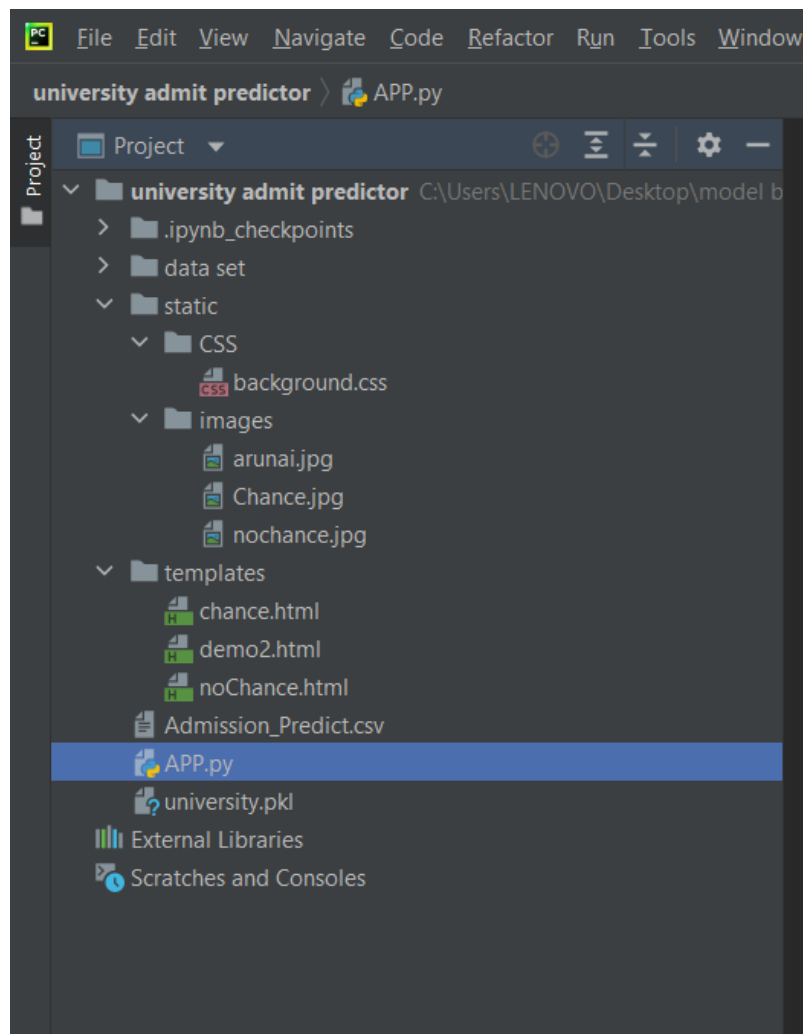 PC File Edit View Navigate Code Refactor Run Tools Window
university admit predictor APP.py
Project
Project
university admit predictor C:\Users\LENOVO\Desktop\model b
.ipynb_checkpoints
data set
static
CSS
CSS background.css
images
arunai.jpg
Chance.jpg
nochance.jpg
templates
H chance.html
H demo2.html
H noChance.html
Admission_Predict.csv
APP.py
? university.pkl
External Libraries
Scratches and Consoles